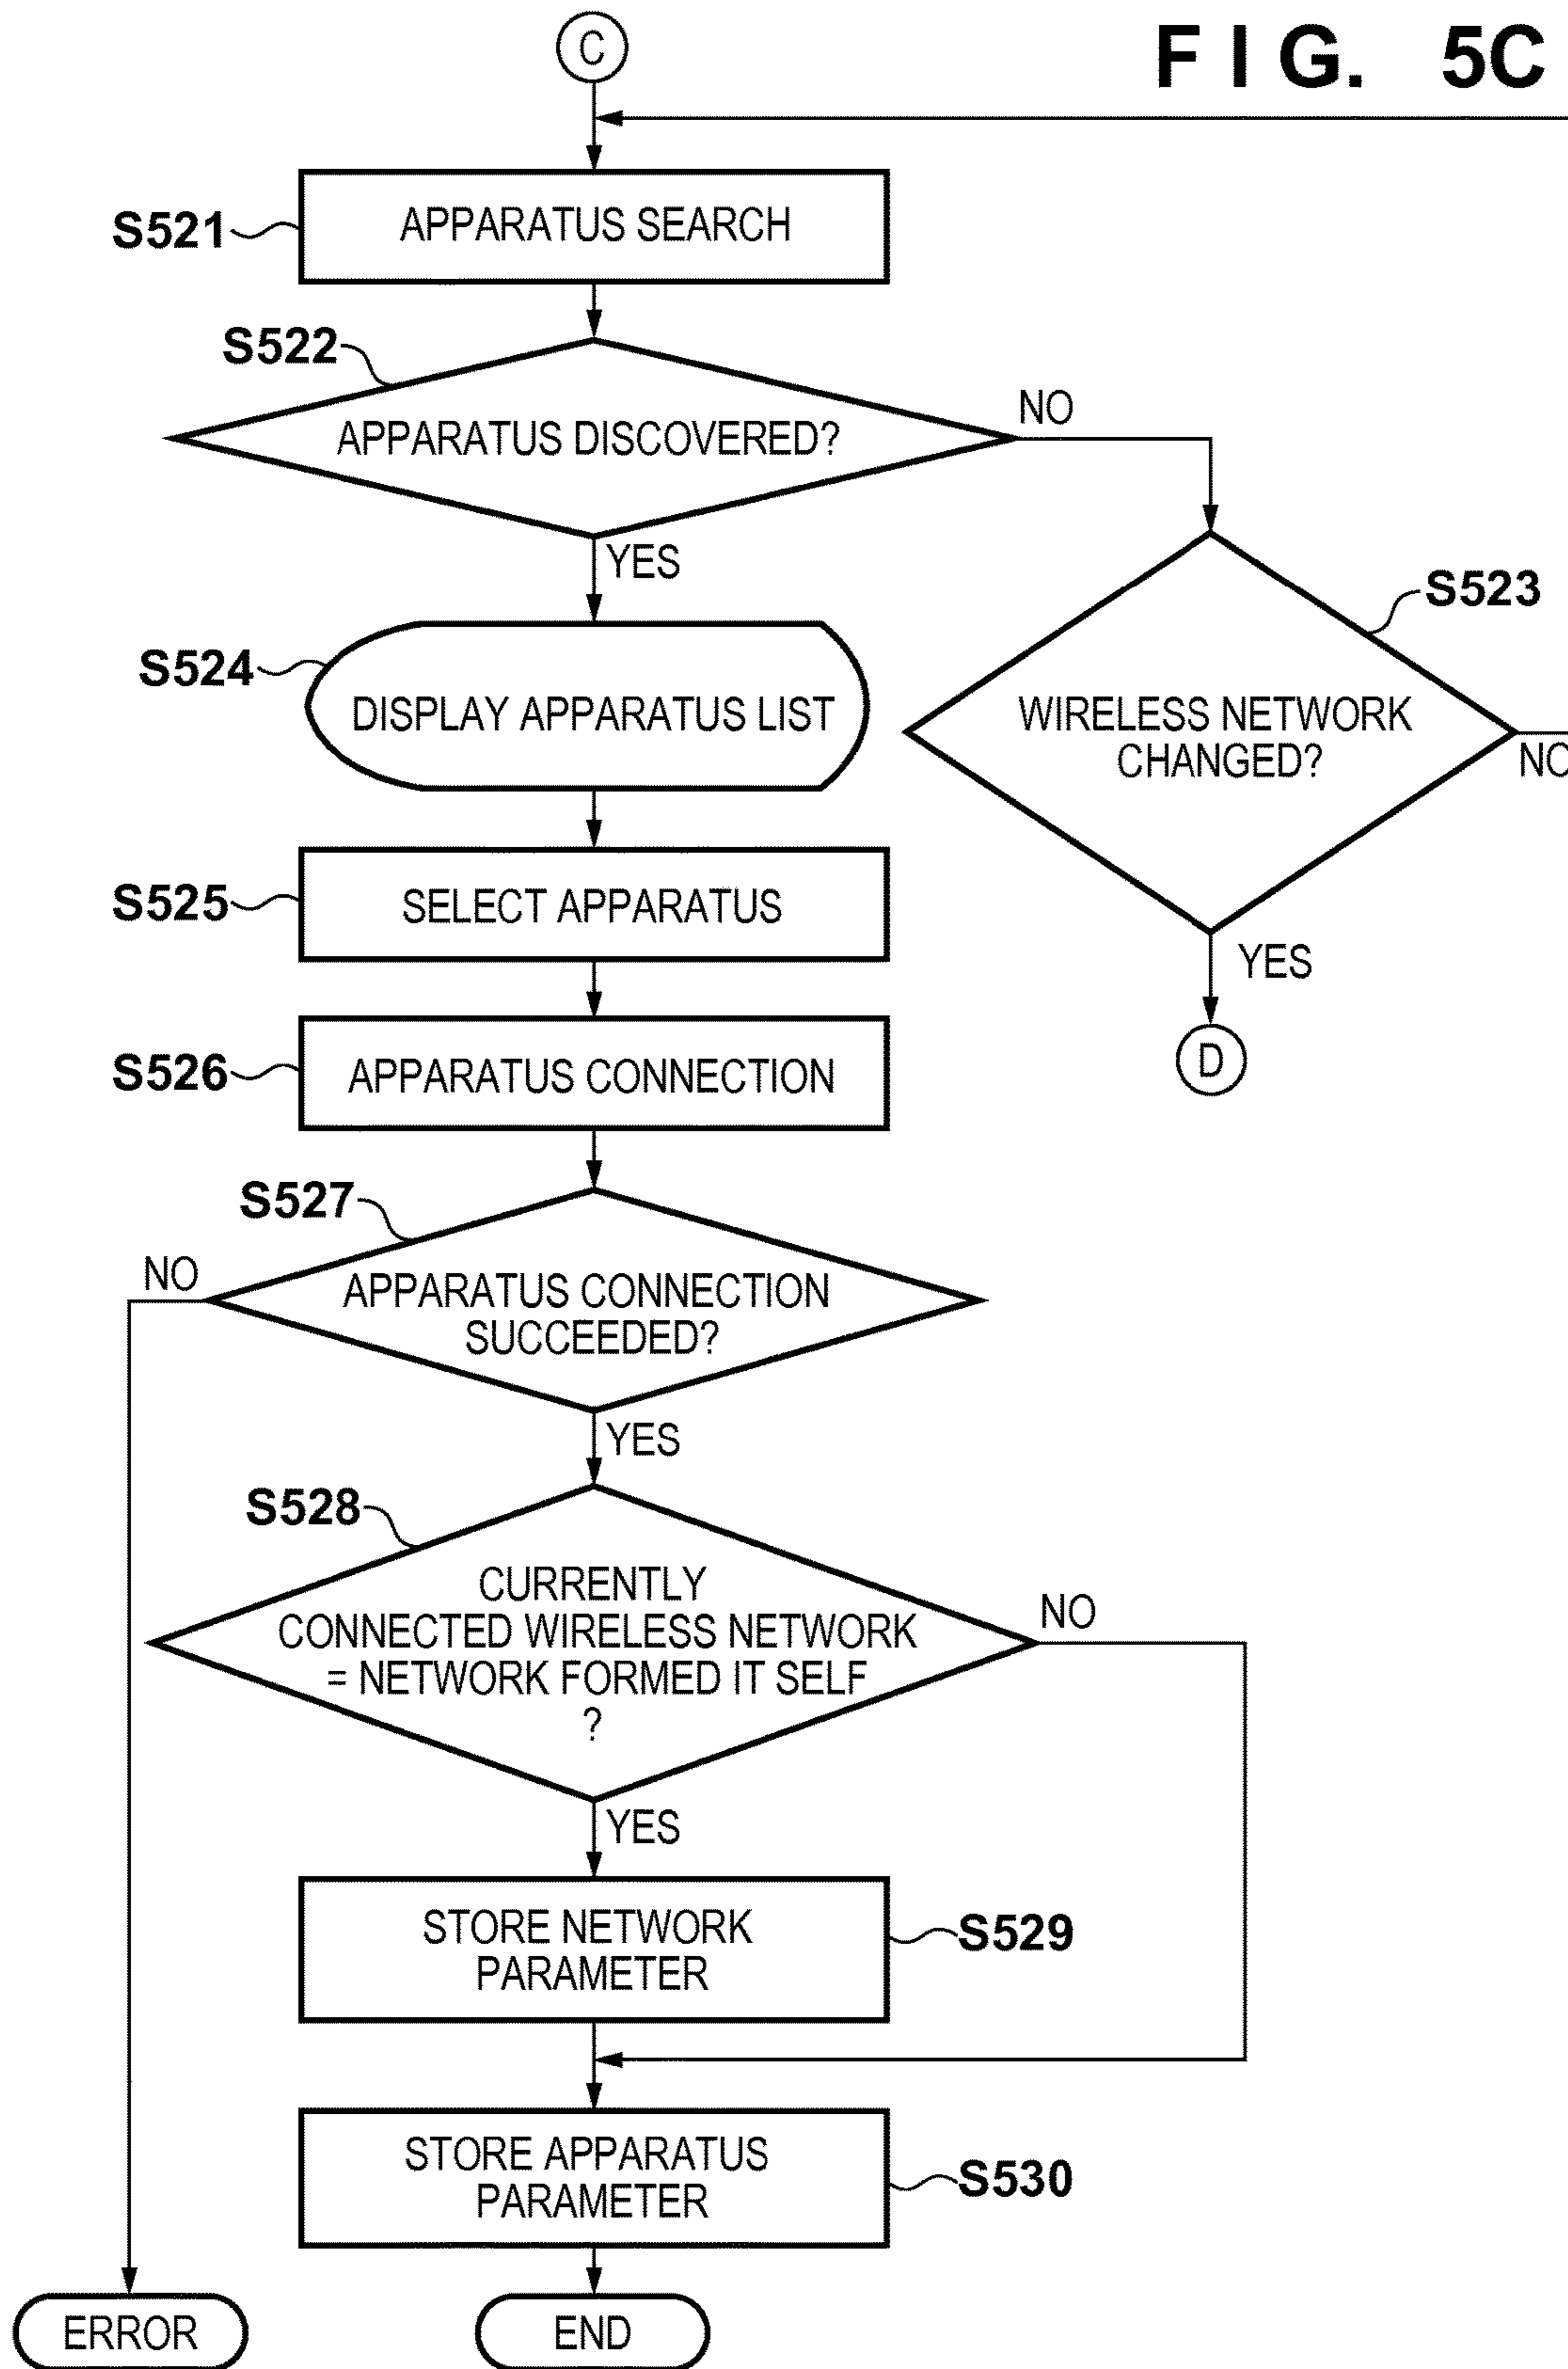 C
FIG. 5C
S521
APPARATUS SEARCH
S522
APPARATUS DISCOVERED?
NO
YES
S523
WIRELESS NETWORK
CHANGED?
NO
YES
D
S524
DISPLAY APPARATUS LIST
S525
SELECT APPARATUS
S526
APPARATUS CONNECTION
S527
NO
APPARATUS CONNECTION
SUCCEEDED?
YES
S528
CURRENTLY
CONNECTED WIRELESS NETWORK
= NETWORK FORMED IT SELF
?
NO
YES
STORE NETWORK
PARAMETER
S529
STORE APPARATUS
PARAMETER
S530
ERROR
END